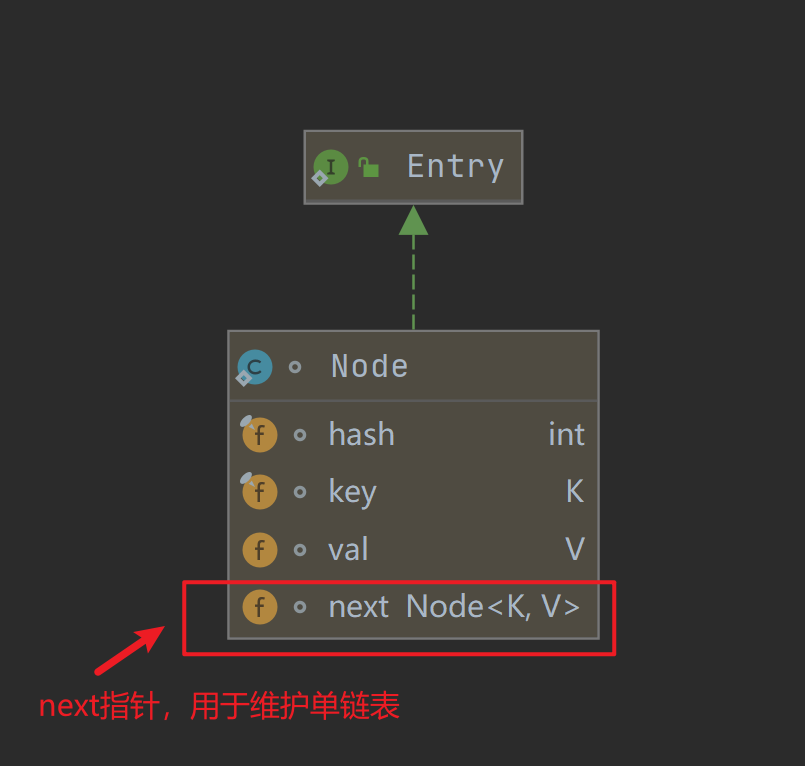 Entry
Node
hash int
key K
val V
next Node<K, V>
next指针，用于维护单链表